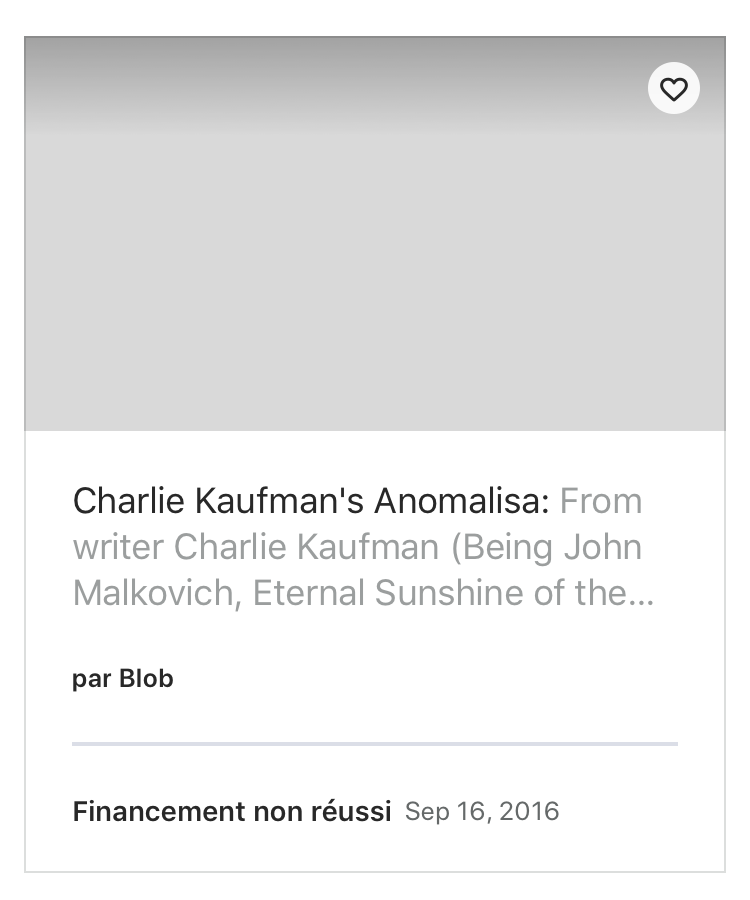 Charlie Kaufman's Anomalisa: From
writer Charlie Kaufman (Being John
Malkovich, Eternal Sunshine of the...
par Blob
Financement non réussi Sep 16, 2016